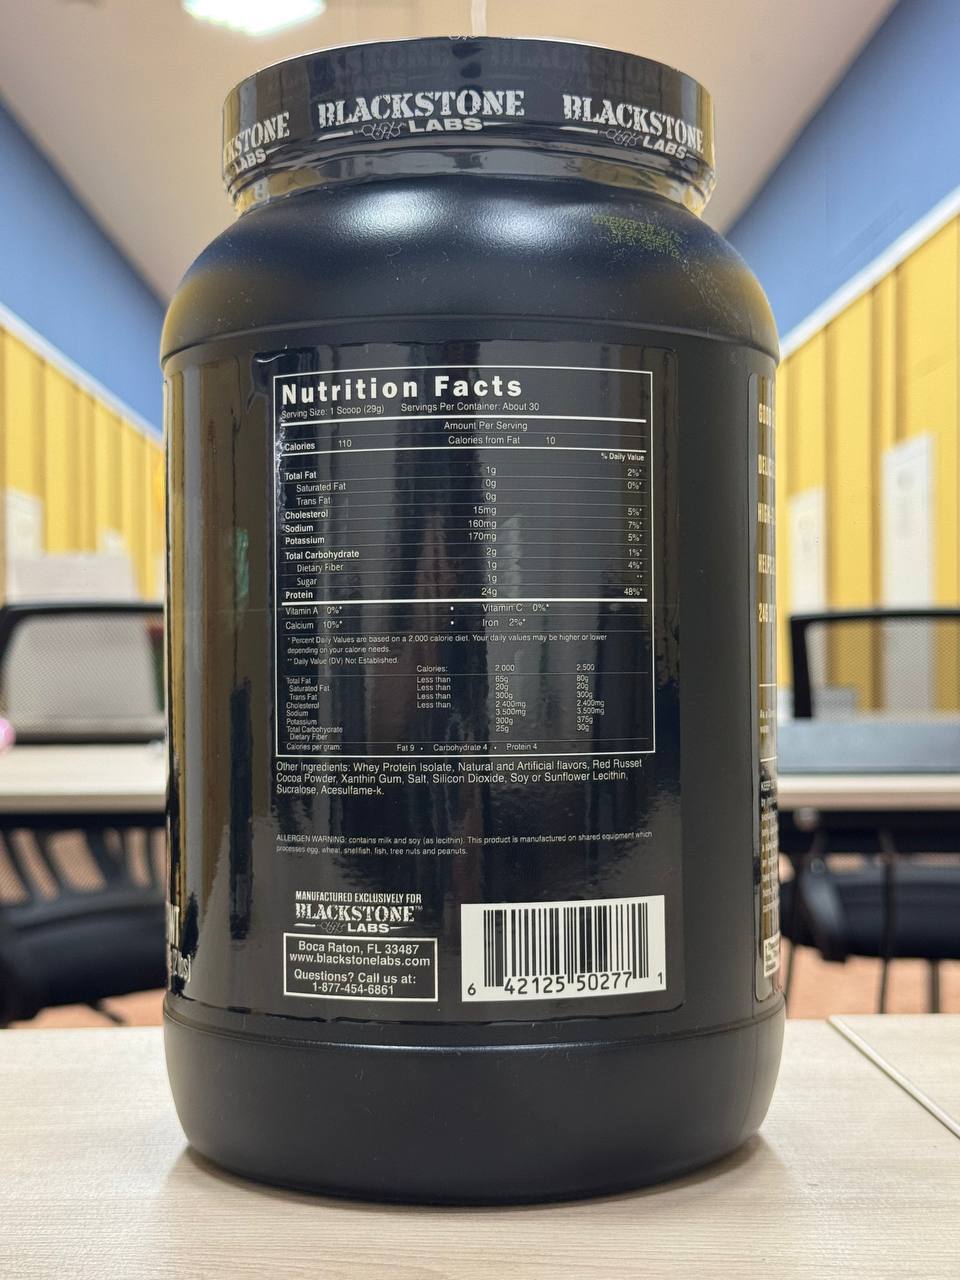 BLACKSTONE
LABS
BLACKSTONE
LABS
Nutrition Facts
Serving Size: 1 Scoop (29g) Servings Per Container: About 30
Amount Per Serving
Calories 110 Calories from Fat 10
% Daily Value
Total Fat 1g 2%*
Saturated Fat 0g 0%*
Trans Fat 0g
Cholesterol 15mg 5%*
Sodium 160mg 7%*
Potassium 170mg 5%*
Total Carbohydrate 2g 1%*
Dietary Fiber 1g 4%*
Sugar 1g **
Protein 24g 48%*
Vitamin A 0%* • Vitamin C 0%*
Calcium 10%* • Iron 2%*
* Percent Daily Values are based on a 2,000 calorie diet. Your daily values may be higher or lower
depending on your calorie needs.
** Daily Value (DV) Not Established.
Calories: 2,000 2,500
Total Fat Less than 65g 80g
Saturated Fat Less than 20g 20g
Trans Fat Less than 300g 300g
Cholesterol Less than 2,400mg 2,400mg
Sodium 3,500mg 3,500mg
Potassium 300g 375g
Total Carbohydrate 25g 30g
Dietary Fiber
Calories per gram: Fat 9 • Carbohydrate 4 • Protein 4
Other Ingredients: Whey Protein Isolate, Natural and Artificial flavors, Red Russet
Cocoa Powder, Xanthin Gum, Salt, Silicon Dioxide, Soy or Sunflower Lecithin,
Sucralose, Acesulfame-k.
ALLERGEN WARNING: contains milk and soy (as lecithin). This product is manufactured on shared equipment which
processes egg, wheat, shellfish, fish, tree nuts and peanuts.
MANUFACTURED EXCLUSIVELY FOR
BLACKSTONE™
LABS
Boca Raton, FL 33487
www.blackstonelabs.com
Questions? Call us at:
1-877-454-6861
6 42125 50277 1